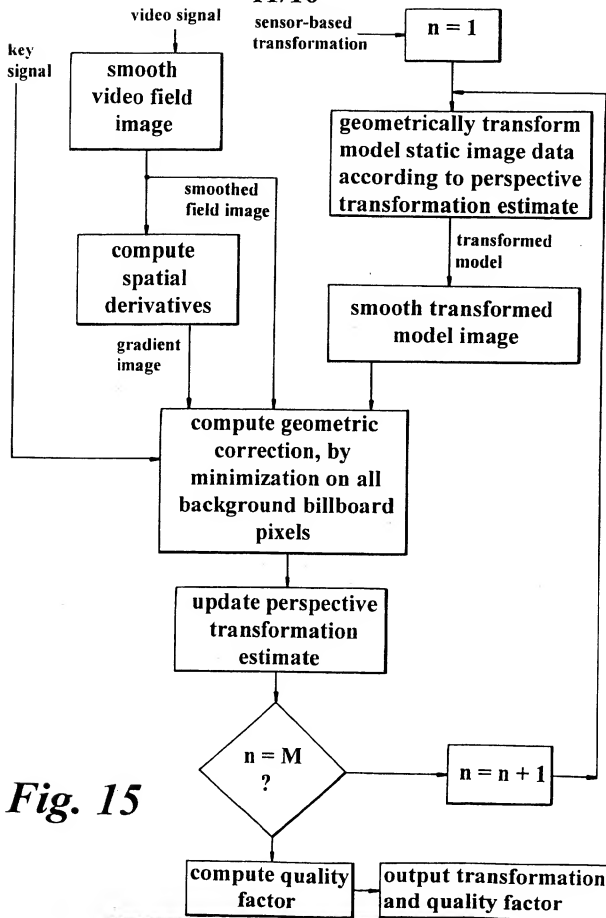 video signal
sensor-based
transformation
n = 1
key
signal
smooth
video field
image
geometrically transform
model static image data
according to perspective
transformation estimate
smoothed
field image
transformed
model
compute
spatial
derivatives
smooth transformed
model image
gradient
image
compute geometric
correction, by
minimization on all
background billboard
pixels
update perspective
transformation
estimate
n = M
?
n = n + 1
Fig. 15
compute quality
factor
output transformation
and quality factor